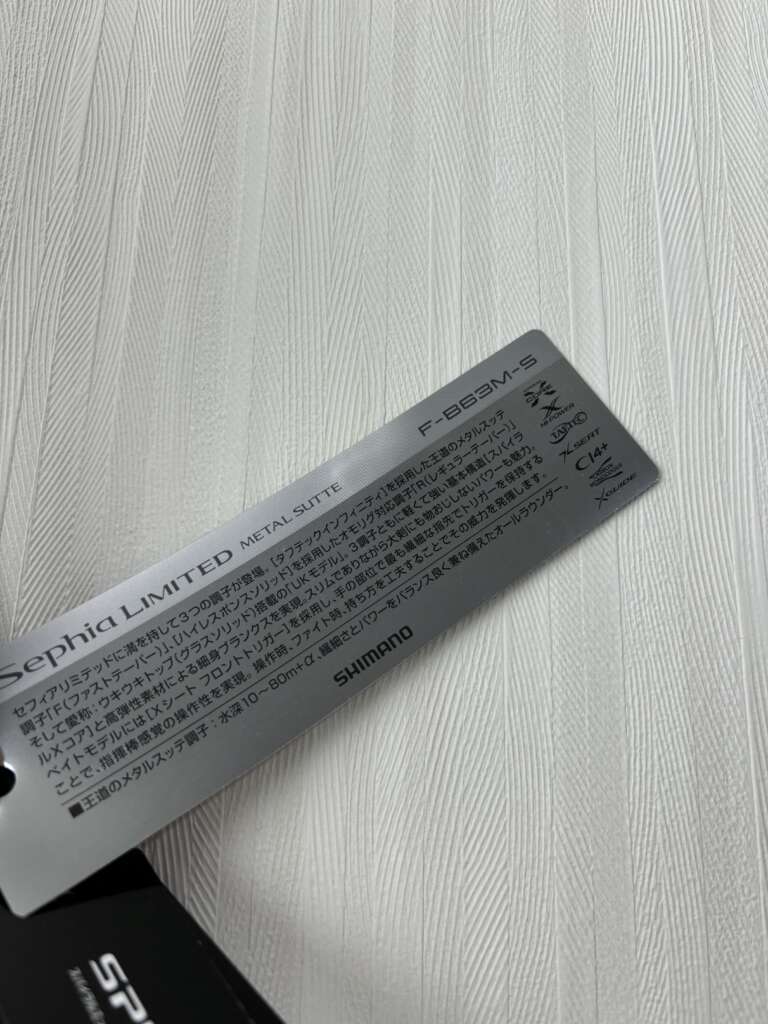 Sephia LIMITED METAL SUTTE F-B63M-S
セフィアリミテッドに満を持して3つの調子が登場。[タフテックインフィニティ]を採用した王道のメタルスッテ
調子「F(ファストテーパー)」、[ハイレスポンスソリッド]を採用したオモリグ対応調子「R(レギュラーテーパー)」
そして愛称:ウキウキトップ(グラスソリッド)搭載の「UKモデル」。3調子ともに軽くて強い基本構造[スパイラ
ルXコア]と高弾性素材による細身ブランクスを実現。スリムでありながら大剣にも物おじしないパワーも魅力。
ベイトモデルには[Xシート フロントトリガー]を採用し、手の部位で最も繊細な指先でトリガーを保持する
ことで、指揮棒感覚の操作性を実現。操作時、ファイト時、持ち方を工夫することでその威力を発揮します。
■王道のメタルスッテ調子:水深10～80m+α、繊細さとパワーをバランス良く兼ね備えたオールラウンダー。
SHIMANO
CORE
HI-POWER
TAFTEC
XSEAT
CI4+
XGUIDE
SP